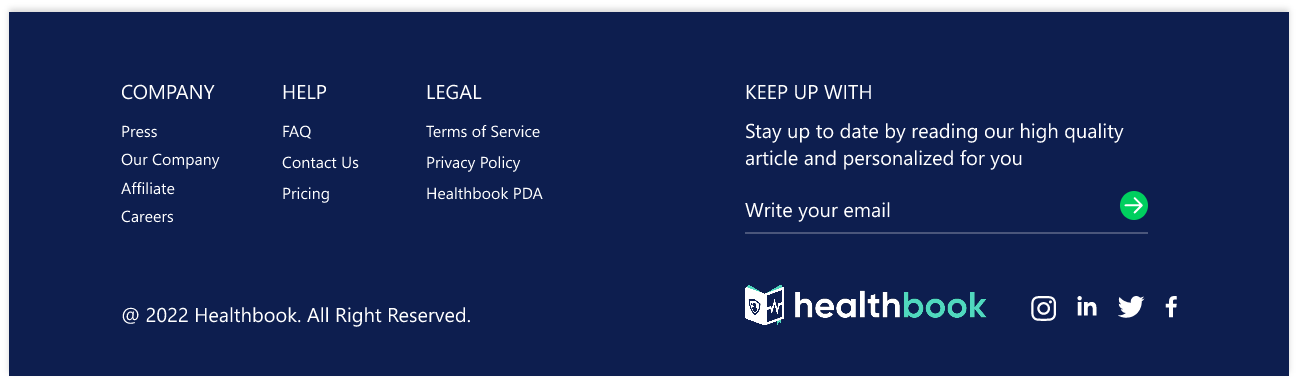 COMPANY
Press
Our Company
Affiliate
Careers
HELP
FAQ
Contact Us
Pricing
LEGAL
Terms of Service
Privacy Policy
Healthbook PDA
KEEP UP WITH
Stay up to date by reading our high quality
article and personalized for you
Write your email
@ 2022 Healthbook. All Right Reserved.
healthbook
in
f